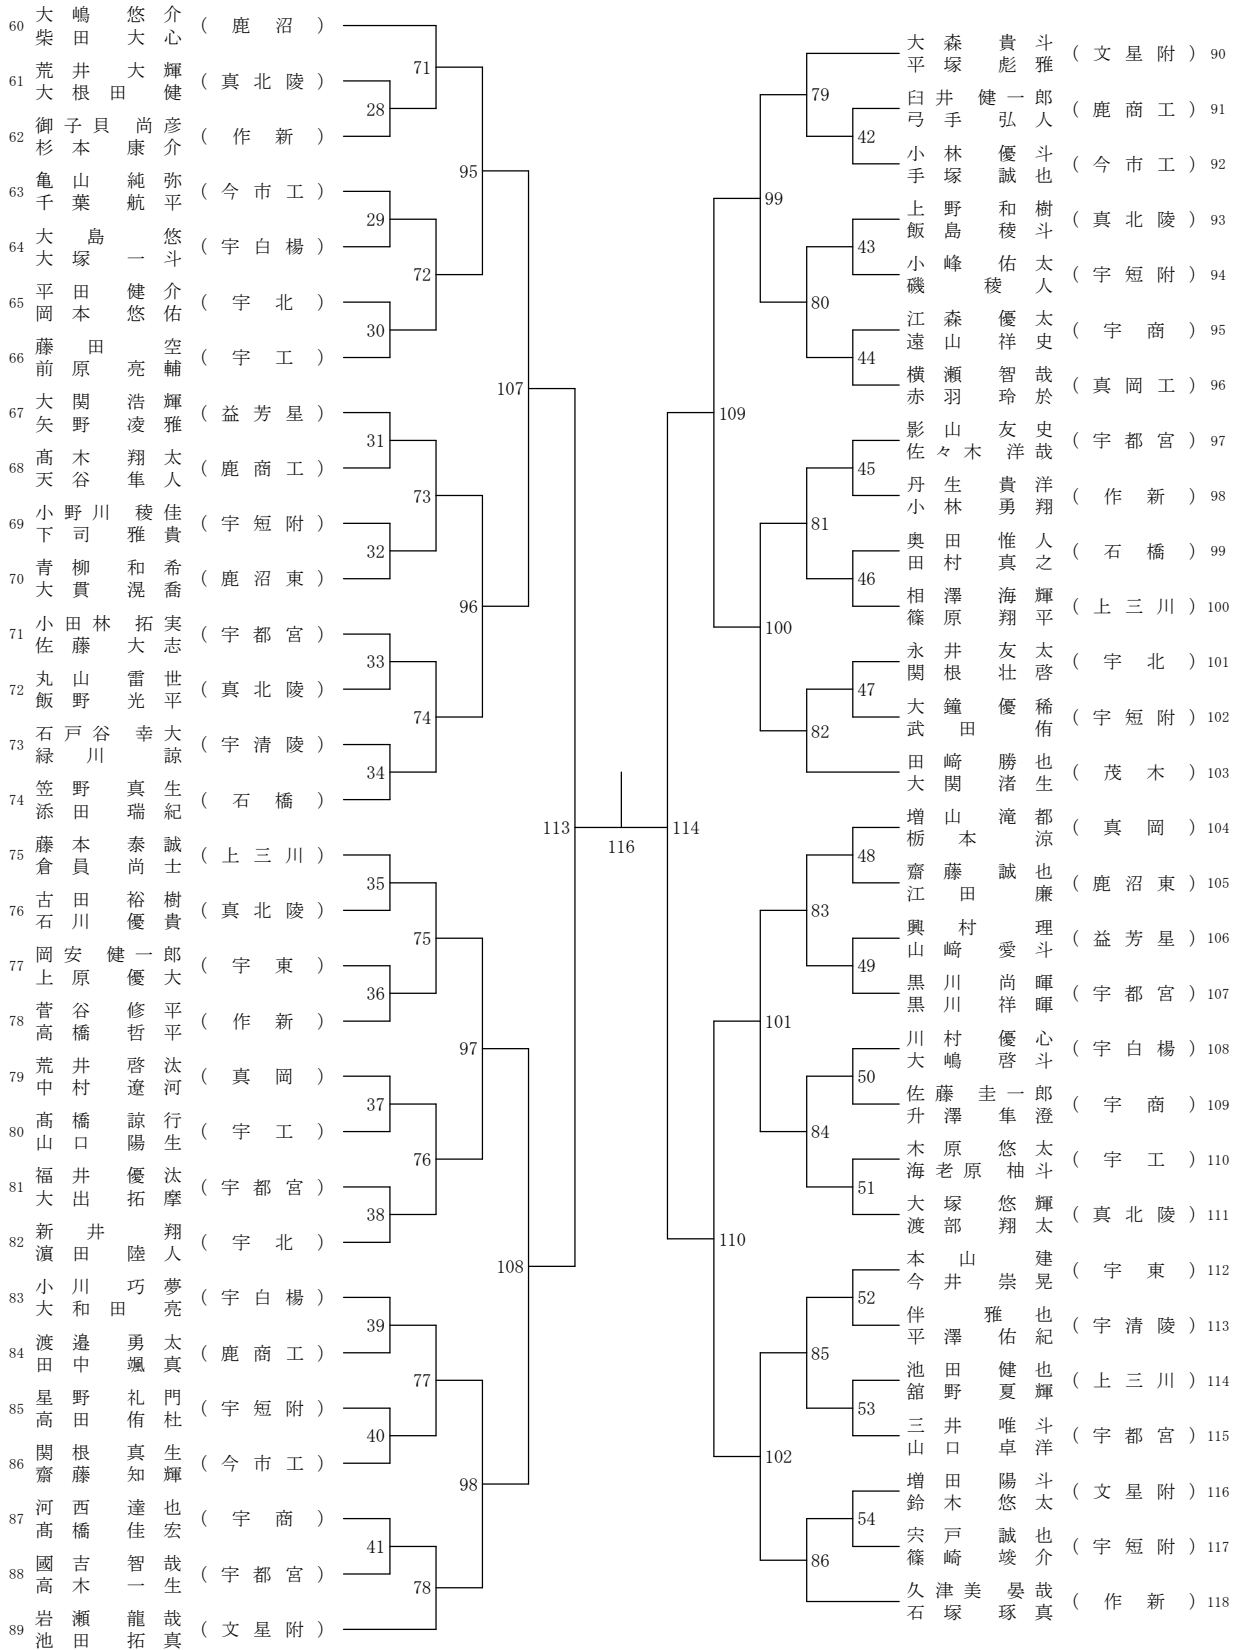 60 大嶋 悠介
柴田 大心 (鹿沼)
61 荒井 大輝
大根田 健 (真北陵)
62 御子貝 尚彦
杉本 康介 (作新)
63 亀山 純弥
千葉 航平 (今市工)
64 大島 悠
大塚 一斗 (宇白楊)
65 平田 健介
岡本 悠佑 (宇北)
66 藤田 空
前原 亮輔 (宇工)
67 大関 浩輝
矢野 凌雅 (益芳星)
68 髙木 翔太
天谷 隼人 (鹿商工)
69 小野川 稜佳
下司 雅貴 (宇短附)
70 青柳 和希
大貫 滉喬 (鹿沼東)
71 小田林 拓実
佐藤 大志 (宇都宮)
72 丸山 雷世
飯野 光平 (真北陵)
73 石戸谷 幸大
緑川 諒 (宇清陵)
74 笠野 真生
添田 瑞紀 (石橋)
75 藤本 泰誠
倉員 尚士 (上三川)
76 古田 裕樹
石川 優貴 (真北陵)
77 岡安 健一郎
上原 優大 (宇東)
78 菅谷 修平
高橋 哲平 (作新)
79 荒井 啓汰
中村 遼河 (真岡)
80 髙橋 諒行
山口 陽生 (宇工)
81 福井 優汰
大出 拓摩 (宇都宮)
82 新井 翔
濵田 陸人 (宇北)
83 小川 巧夢
大和田 亮 (宇白楊)
84 渡邉 勇太
田中 颯真 (鹿商工)
85 星野 礼門
高田 侑杜 (宇短附)
86 関根 真生
齋藤 知輝 (今市工)
87 河西 達也
髙橋 佳宏 (宇商)
88 國吉 智哉
高木 一生 (宇都宮)
89 岩瀬 龍哉
池田 拓真 (文星附)
28
29
30
31
32
33
34
35
36
37
38
39
40
41
71
72
73
74
75
76
77
78
95
96
97
98
107
108
113
116
114
109
110
99
100
101
102
79
80
81
82
83
84
85
86
42
43
44
45
46
47
48
49
50
51
52
53
54
大森 貴斗
平塚 彪雅 (文星附) 90
臼井 健一郎
弓手 弘人 (鹿商工) 91
小林 優斗
手塚 誠也 (今市工) 92
上野 和樹
飯島 稜斗 (真北陵) 93
小峰 佑太
磯 稜人 (宇短附) 94
江森 優太
遠山 祥史 (宇商) 95
横瀬 智哉
赤羽 玲於 (真岡工) 96
影山 友史
佐々木 洋哉 (宇都宮) 97
丹生 貴洋
小林 勇翔 (作新) 98
奥田 惟人
田村 真之 (石橋) 99
相澤 海輝
篠原 翔平 (上三川) 100
永井 友太
関根 壮啓 (宇北) 101
大鐘 優稀
武田 侑 (宇短附) 102
田﨑 勝也
大関 渚生 (茂木) 103
増山 滝都
栃本 涼 (真岡) 104
齋藤 誠也
江田 廉 (鹿沼東) 105
興村 理
山﨑 愛斗 (益芳星) 106
黒川 尚暉
黒川 祥暉 (宇都宮) 107
川村 優心
大嶋 啓斗 (宇白楊) 108
佐藤 圭一郎
升澤 隼澄 (宇商) 109
木原 悠太
海老原 柚斗 (宇工) 110
大塚 悠輝
渡部 翔太 (真北陵) 111
本山 建
今井 崇晃 (宇東) 112
伴 雅也
平澤 佑紀 (宇清陵) 113
池田 健也
舘野 夏輝 (上三川) 114
三井 唯斗
山口 卓洋 (宇都宮) 115
増田 陽斗
鈴木 悠太 (文星附) 116
宍戸 誠也
篠崎 竣介 (宇短附) 117
久津美 晏哉
石塚 琢真 (作新) 118